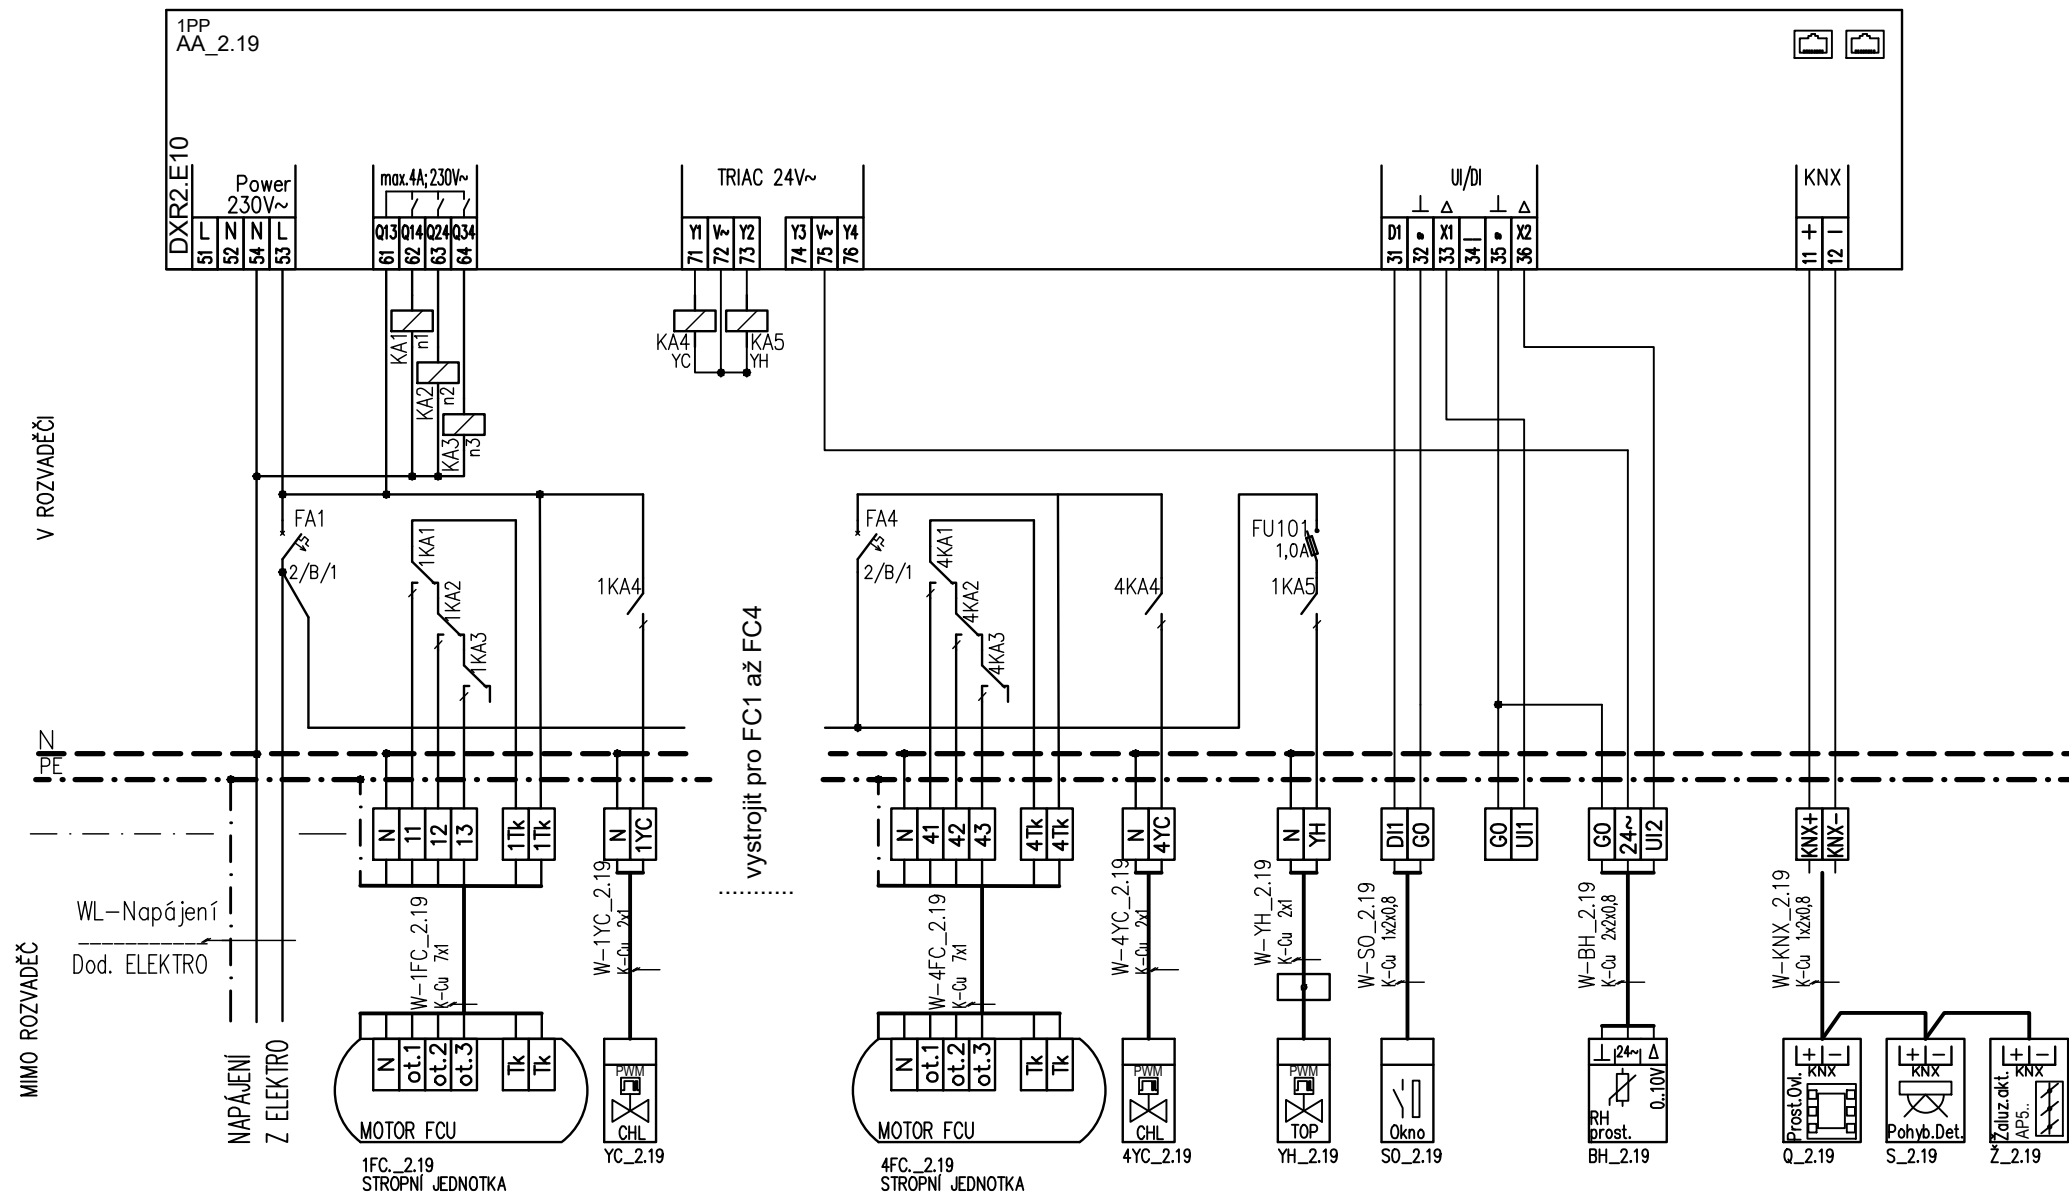 1PP
AA_2.19
DXR2.E10
Power
230V~
L N N L
51 52 54 53
max.4A;230V~
Q13 Q14 Q24 Q34
61 62 63 64
TRIAC 24V~
Y1 V~ Y2
71 72 73
Y3 V~ Y4
74 75 76
UI/DI
D1 X1 X2
31 32 33 34 35 36
KNX
+ −
11 12
KA1
n1
KA2
n2
KA3
n3
KA4
YC
KA5
YH
V ROZVADĚČI
FA1
2/B/1
1KA1
1KA2
1KA3
1KA4
vystrojit pro FC1 až FC4
FA4
2/B/1
4KA1
4KA2
4KA3
4KA4
FU101
1,0A
1KA5
N
PE
N 11 12 13 1Tk 1Tk
N 1YC
N 41 42 43 4Tk 4Tk
N 4YC
N YH
DI1 GO
GO UI1
GO 24~ UI2
KNX+ KNX-
MIMO ROZVADĚČ
WL-Napájení
Dod. ELEKTRO
NAPÁJENÍ
Z ELEKTRO
W-1FC_2.19
K-Cu 7x1
W-1YC_2.19
K-Cu 2x1
W-4FC_2.19
K-Cu 7x1
W-4YC_2.19
K-Cu 2x1
W-YH_2.19
K-Cu 2x1
W-SO_2.19
K-Cu 1x2x0,8
W-BH_2.19
K-Cu 2x2x0,8
W-KNX_2.19
K-Cu 1x2x0,8
N ot.1 ot.2 ot.3 Tk Tk
MOTOR FCU
1FC._2.19
STROPNÍ JEDNOTKA
PWM
CHL
YC_2.19
N ot.1 ot.2 ot.3 Tk Tk
MOTOR FCU
4FC._2.19
STROPNÍ JEDNOTKA
PWM
CHL
4YC_2.19
PWM
TOP
YH_2.19
Okno
SO_2.19
24~
0..10V
RH
prost.
BH_2.19
+ −
KNX
Prost.Ovl.
Q_2.19
+ −
KNX
Pohyb.Det.
S_2.19
+ −
KNX
Žaluz.akt.
AP5..
Ž_2.19